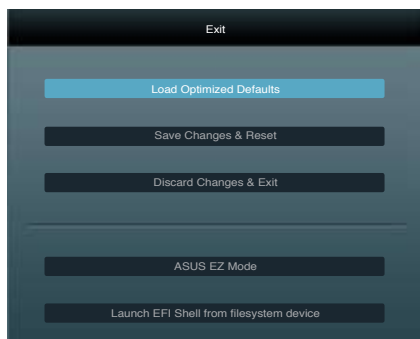 Exit
Load Optimized Defaults
Save Changes & Reset
Discard Changes & Exit
ASUS EZ Mode
Launch EFI Shell from filesystem device